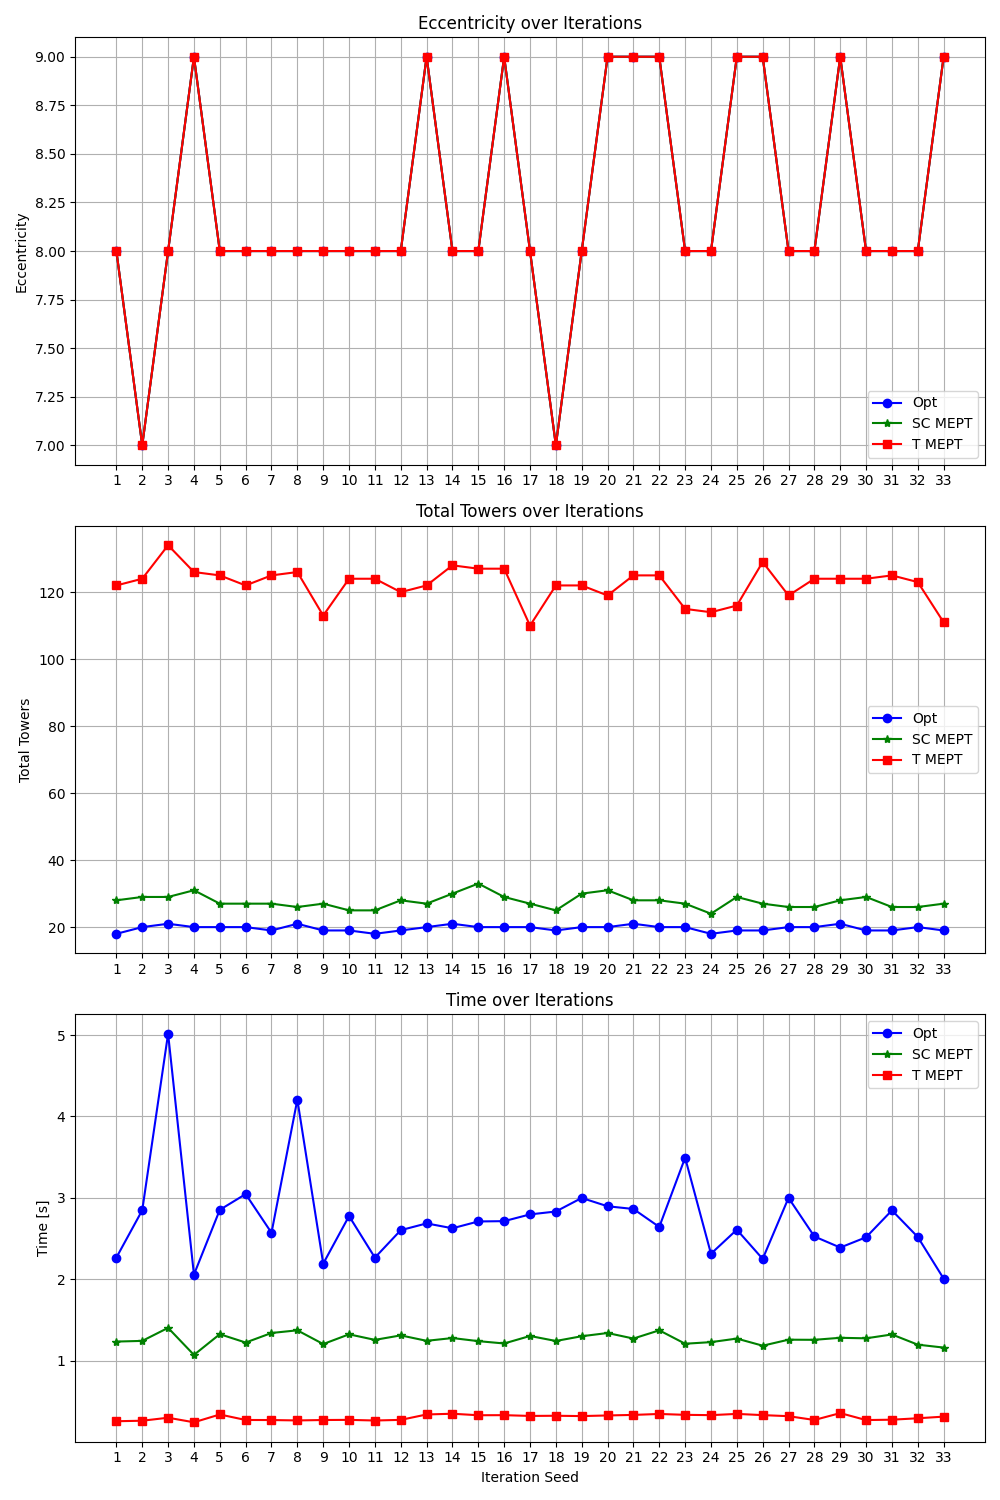 Eccentricity over Iterations
9.00
8.75
8.50
8.25
8.00
7.75
7.50
7.25
7.00
Eccentricity
Opt
SC MEPT
T MEPT
1 2 3 4 5 6 7 8 9 10 11 12 13 14 15 16 17 18 19 20 21 22 23 24 25 26 27 28 29 30 31 32 33
Total Towers over Iterations
120
100
80
60
40
20
Total Towers
Opt
SC MEPT
T MEPT
1 2 3 4 5 6 7 8 9 10 11 12 13 14 15 16 17 18 19 20 21 22 23 24 25 26 27 28 29 30 31 32 33
Time over Iterations
5
4
3
2
1
Time [s]
Opt
SC MEPT
T MEPT
1 2 3 4 5 6 7 8 9 10 11 12 13 14 15 16 17 18 19 20 21 22 23 24 25 26 27 28 29 30 31 32 33
Iteration Seed